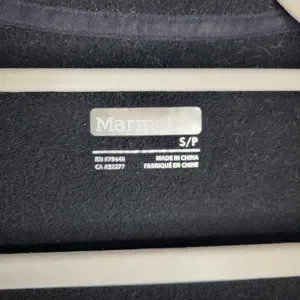 Marmot
S/P
RN #79448
MADE IN CHINA
CA #32277
FABRIQUÉ EN CHINE